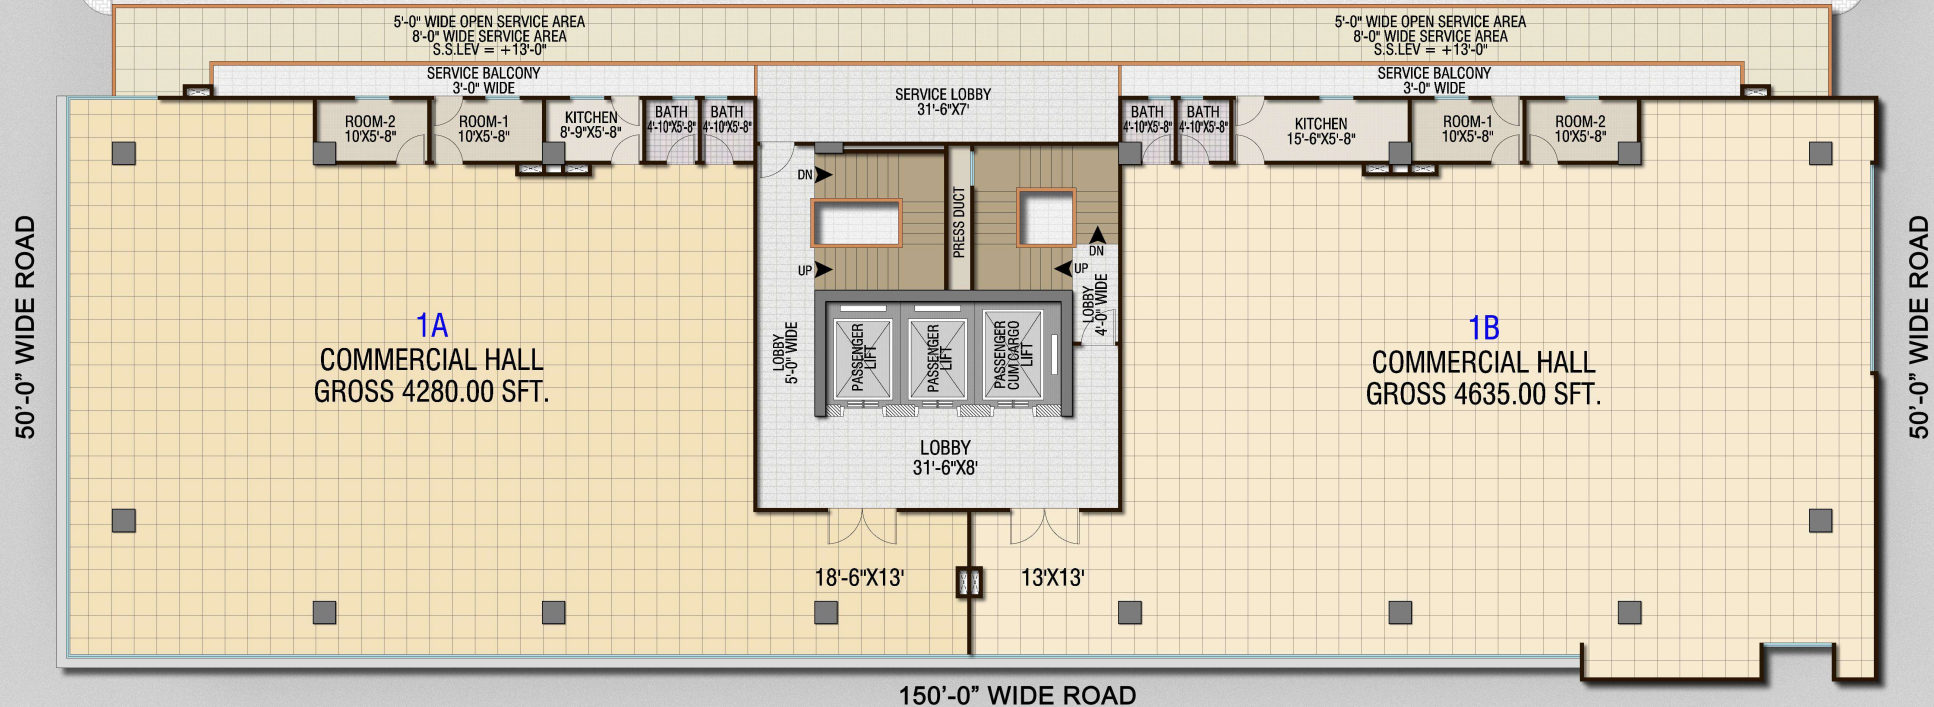 5'-0" WIDE OPEN SERVICE AREA
8'-0" WIDE SERVICE AREA
S.S.LEV = +13'-0"
5'-0" WIDE OPEN SERVICE AREA
8'-0" WIDE SERVICE AREA
S.S.LEV = +13'-0"
SERVICE BALCONY
3'-0" WIDE
SERVICE LOBBY
31'-6"X7'
SERVICE BALCONY
3'-0" WIDE
ROOM-2
10'X5'-8"
ROOM-1
10'X5'-8"
KITCHEN
8'-9"X5'-8"
BATH
4'-10"X5'-8"
BATH
4'-10"X5'-8"
BATH
4'-10"X5'-8"
BATH
4'-10"X5'-8"
KITCHEN
15'-6"X5'-8"
ROOM-1
10'X5'-8"
ROOM-2
10'X5'-8"
DN
UP
PRESS DUCT
DN
UP
LOBBY
4'-0" WIDE
50'-0” WIDE ROAD
1A
COMMERCIAL HALL
GROSS 4280.00 SFT.
LOBBY
5'-0" WIDE
PASSENGER
LIFT
PASSENGER
LIFT
PASSENGER
CUM CARGO
LIFT
1B
COMMERCIAL HALL
GROSS 4635.00 SFT.
50'-0” WIDE ROAD
LOBBY
31'-6"X8'
18'-6"X13'
13'X13'
150’-0” WIDE ROAD